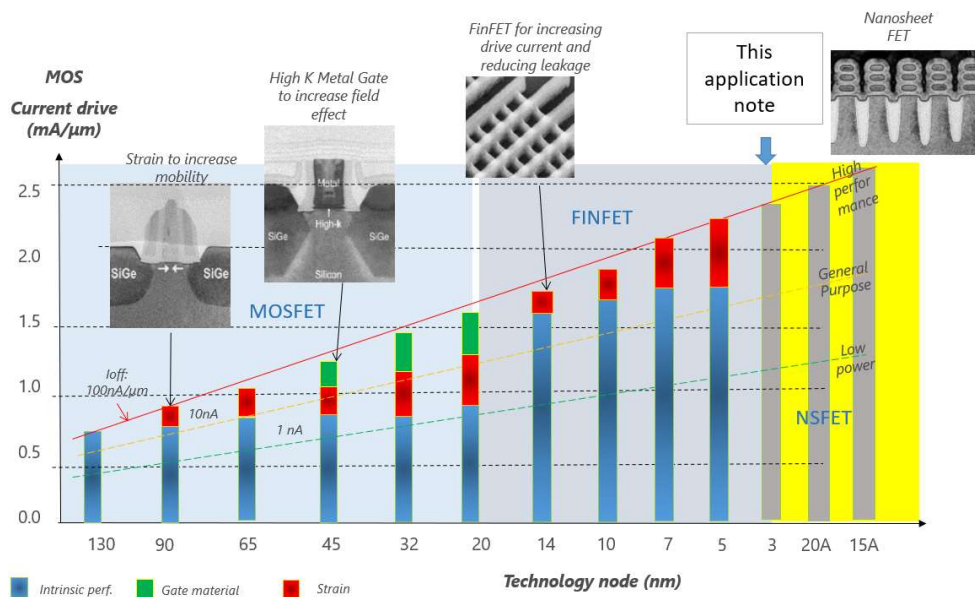 FinFET for increasing
drive current and
reducing leakage
This
application
note
Nanosheet
FET
MOS
Current drive
(mA/µm)
High K Metal Gate
to increase field
effect
Strain to increase
mobility
2.5
2.0
1.5
1.0
0.5
0.0
SiGe
SiGe
Metal
High-k
SiGe
SiGe
Silicon
MOSFET
FINFET
NSFET
High
perfor
mance
General
Purpose
Low
power
Ioff:
100nA/µm
10nA
1 nA
130 90 65 45 32 20 14 10 7 5 3 20A 15A
Technology node (nm)
Intrinsic perf. Gate material Strain